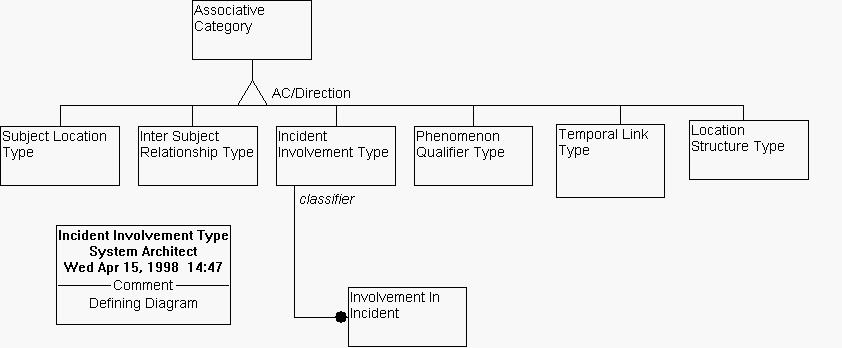 Associative
Category
AC/Direction
Subject Location
Type
Inter Subject
Relationship Type
Incident
Involvement Type
Phenomenon
Qualifier Type
Temporal Link
Type
Location
Structure Type
classifier
Incident Involvement Type
System Architect
Wed Apr 15, 1998 14:47
Comment
Defining Diagram
Involvement In
Incident